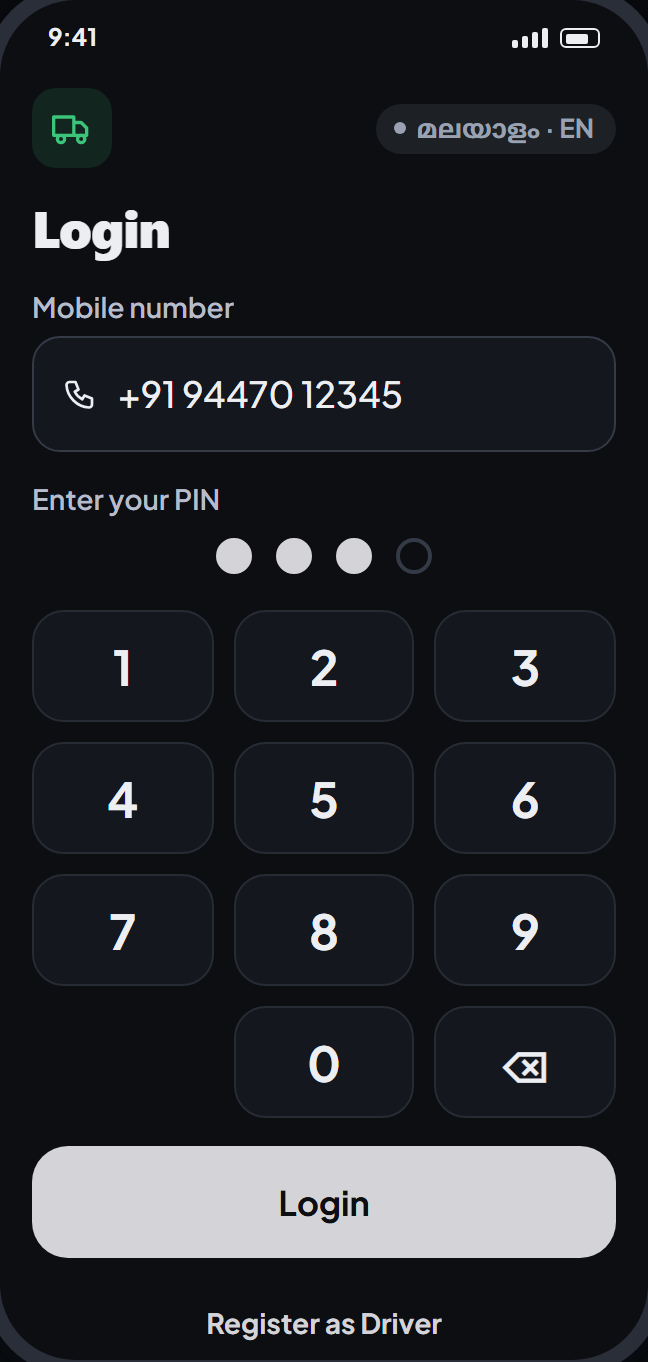 9:41
മലയാളം · EN
Login
Mobile number
+91 94470 12345
Enter your PIN
1 2 3
4 5 6
7 8 9
0
Login
Register as Driver